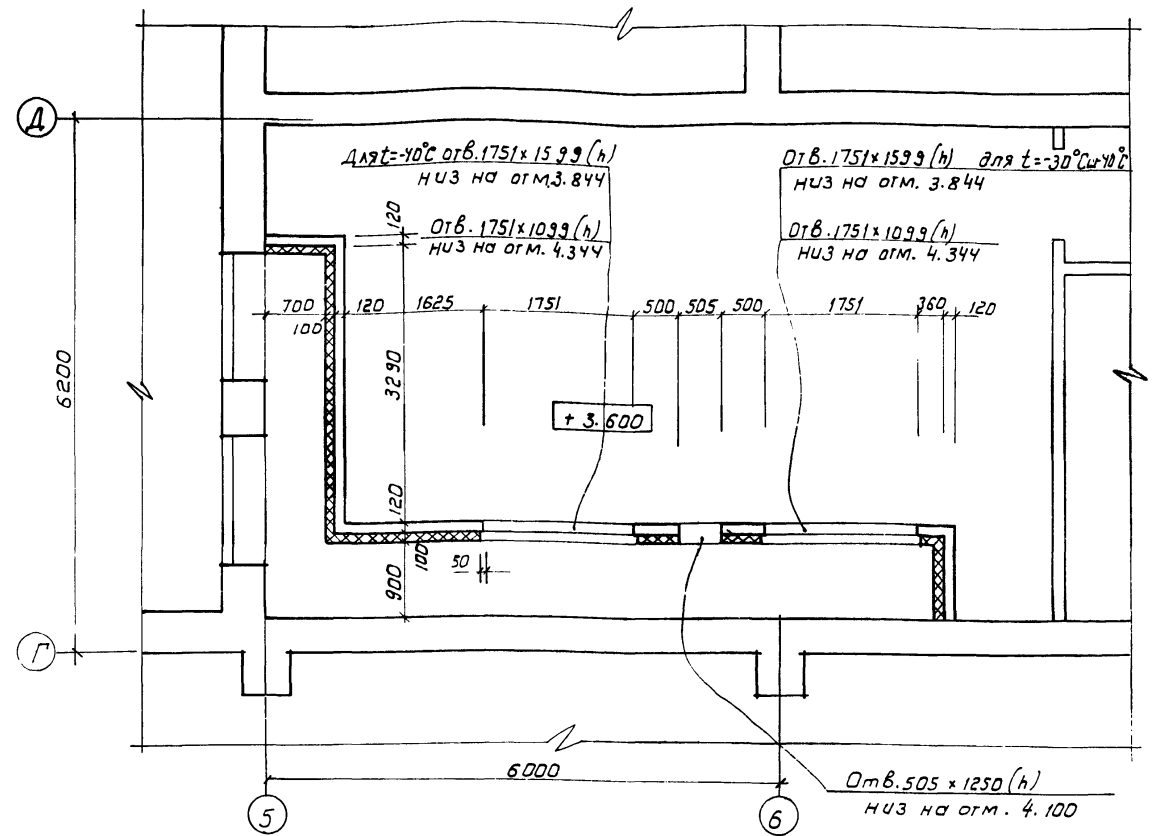 Д
Для t=-40°С отв.1751×1599(h)
низ на отм.3.844
Отв.1751×1599(h) для t=-30°Си-40°С
низ на отм. 3.844
120
Отв.1751×1099(h)
низ на отм. 4.344
Отв.1751×1099(h)
низ на отм. 4.344
700 120 1625 1751 500 505 500 1751 360 120
100
6200
3290
+ 3.600
120
100
50
900
Г
6000
5
6
Отв.505×1250(h)
низ на отм. 4.100